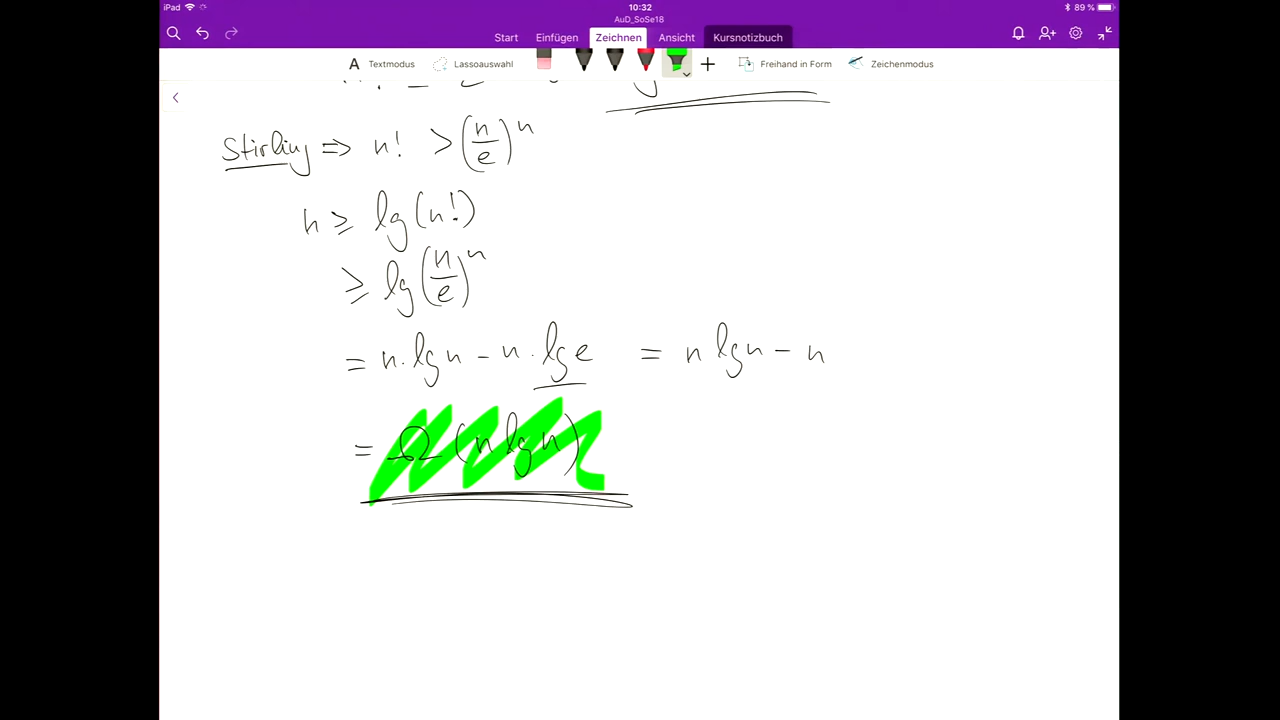 iPad 10:32 89 %
AuD_SoSe18
Start Einfügen Zeichnen Ansicht Kursnotizbuch
A Textmodus Lassoauswahl + Freihand in Form Zeichenmodus
Stirling ⇒ n! > (n/e)^n
h ≥ lg(n!)
≥ lg(n/e)^n
= n·lg n − n·lg e = n lg n − n
= Ω(n lg n)